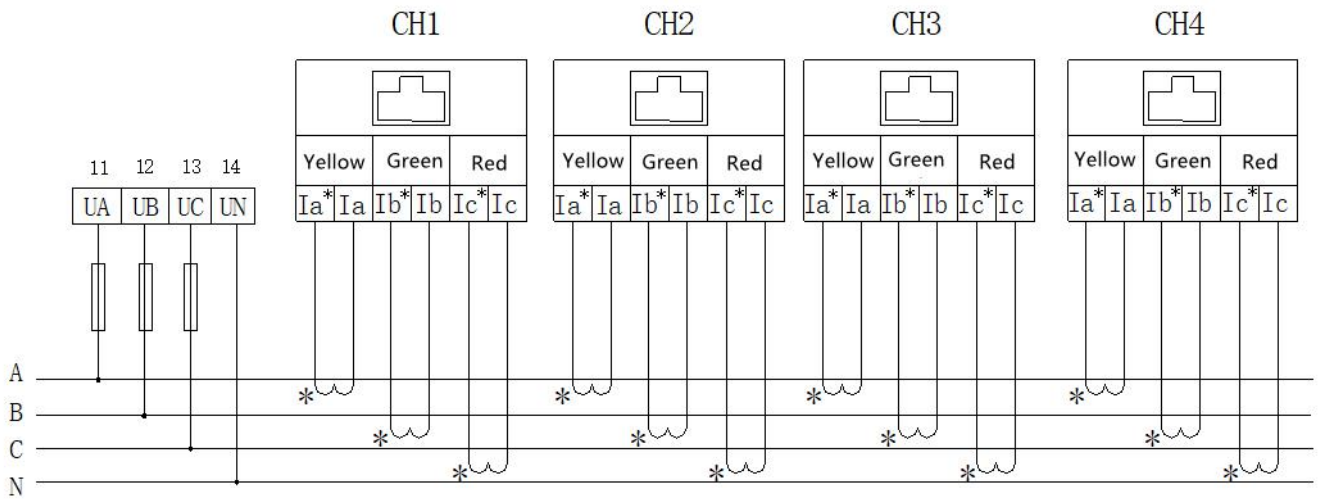 CH1 CH2 CH3 CH4
Yellow Green Red Yellow Green Red Yellow Green Red Yellow Green Red
11 12 13 14
UA UB UC UN
Ia* Ia Ib* Ib Ic* Ic Ia* Ia Ib* Ib Ic* Ic Ia* Ia Ib* Ib Ic* Ic Ia* Ia Ib* Ib Ic* Ic
A
* * * *
B
* * * *
C
* * * *
N